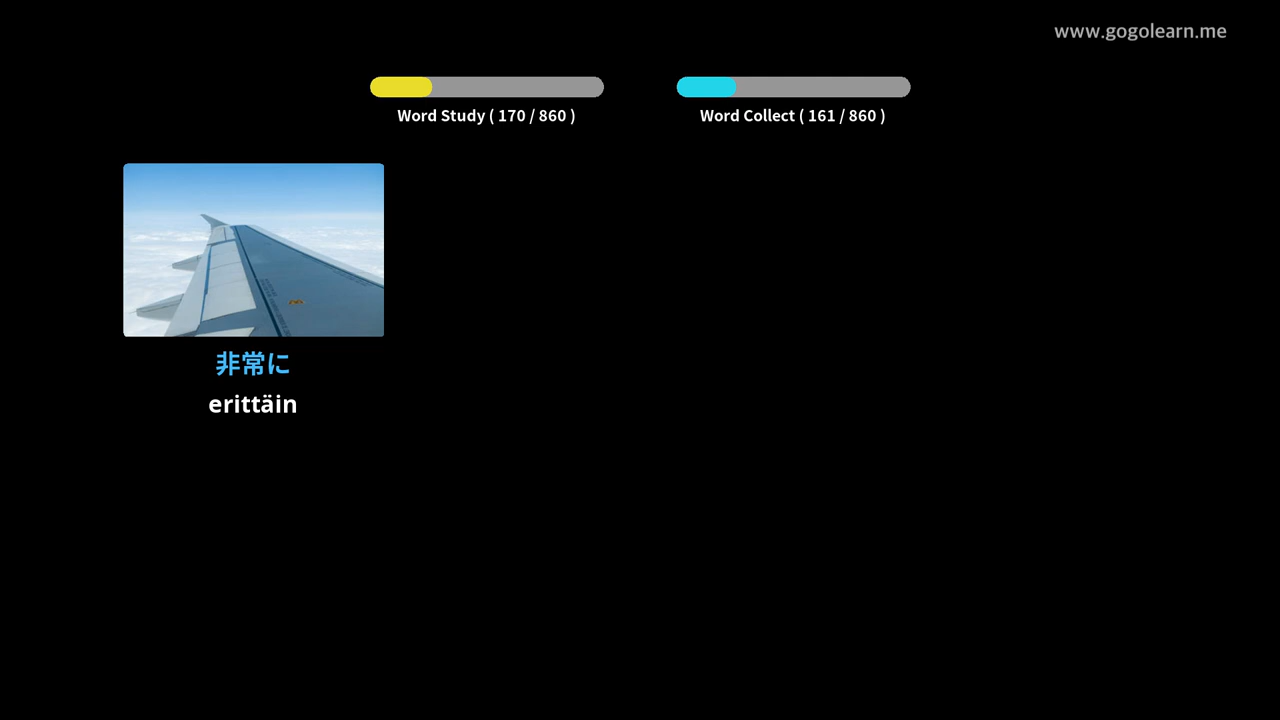 www.gogolearn.me
Word Study ( 170 / 860 )
Word Collect ( 161 / 860 )
非常に
erittäin